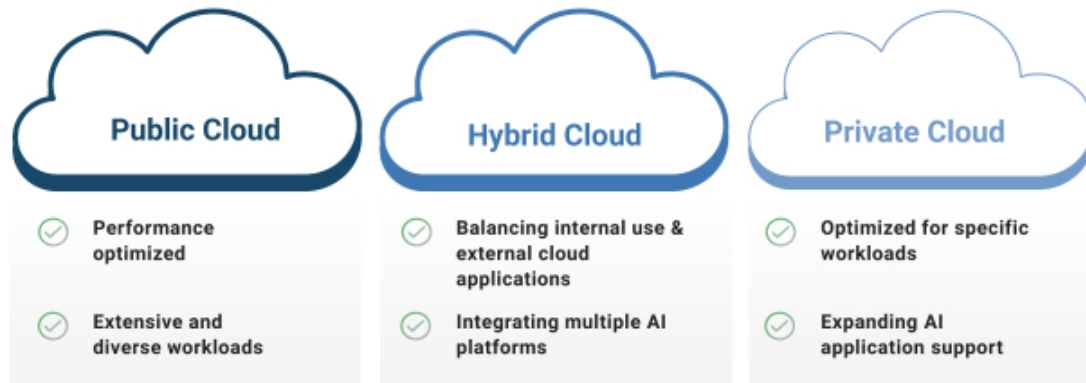 Public Cloud
Hybrid Cloud
Private Cloud
Performance
optimized
Extensive and
diverse workloads
Balancing internal use &
external cloud
applications
Integrating multiple AI
platforms
Optimized for specific
workloads
Expanding AI
application support